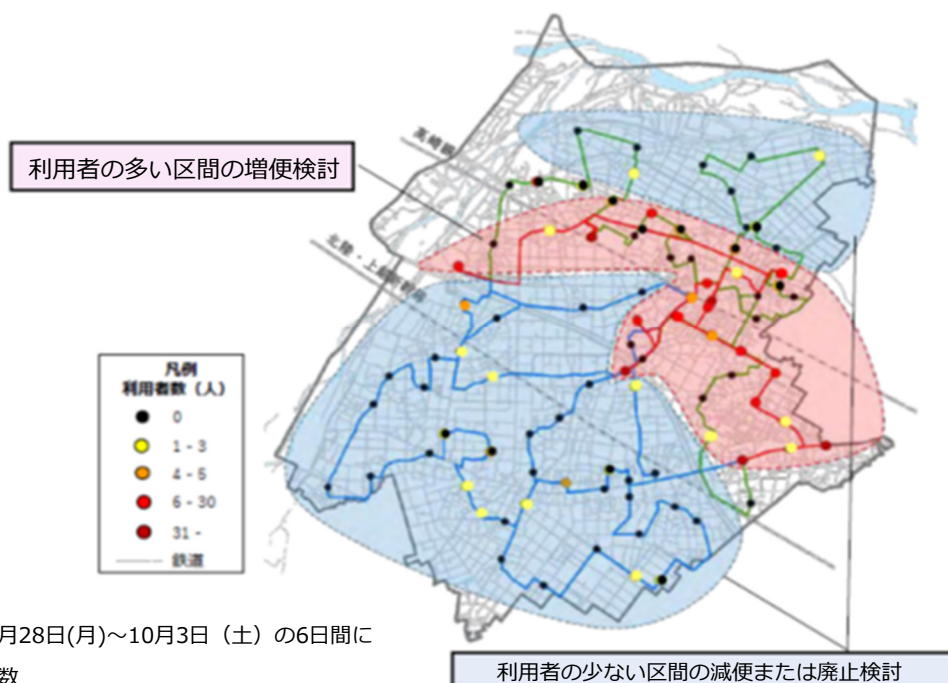 高崎線
利用者の多い区間の増便検討
北陸・上越新幹線
凡例
利用者数（人）
0
1 - 3
4 - 5
6 - 30
31 -
鉄道
月28日(月)～10月3日（土）の6日間に
数
利用者の少ない区間の減便または廃止検討